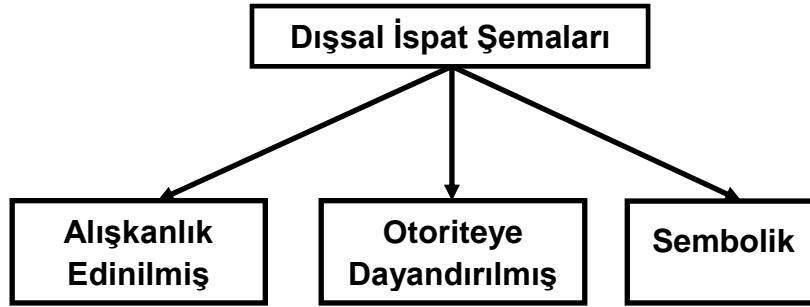 Dışsal İspat Şemaları
Alışkanlık
Edinilmiş
Otoriteye
Dayandırılmış
Sembolik